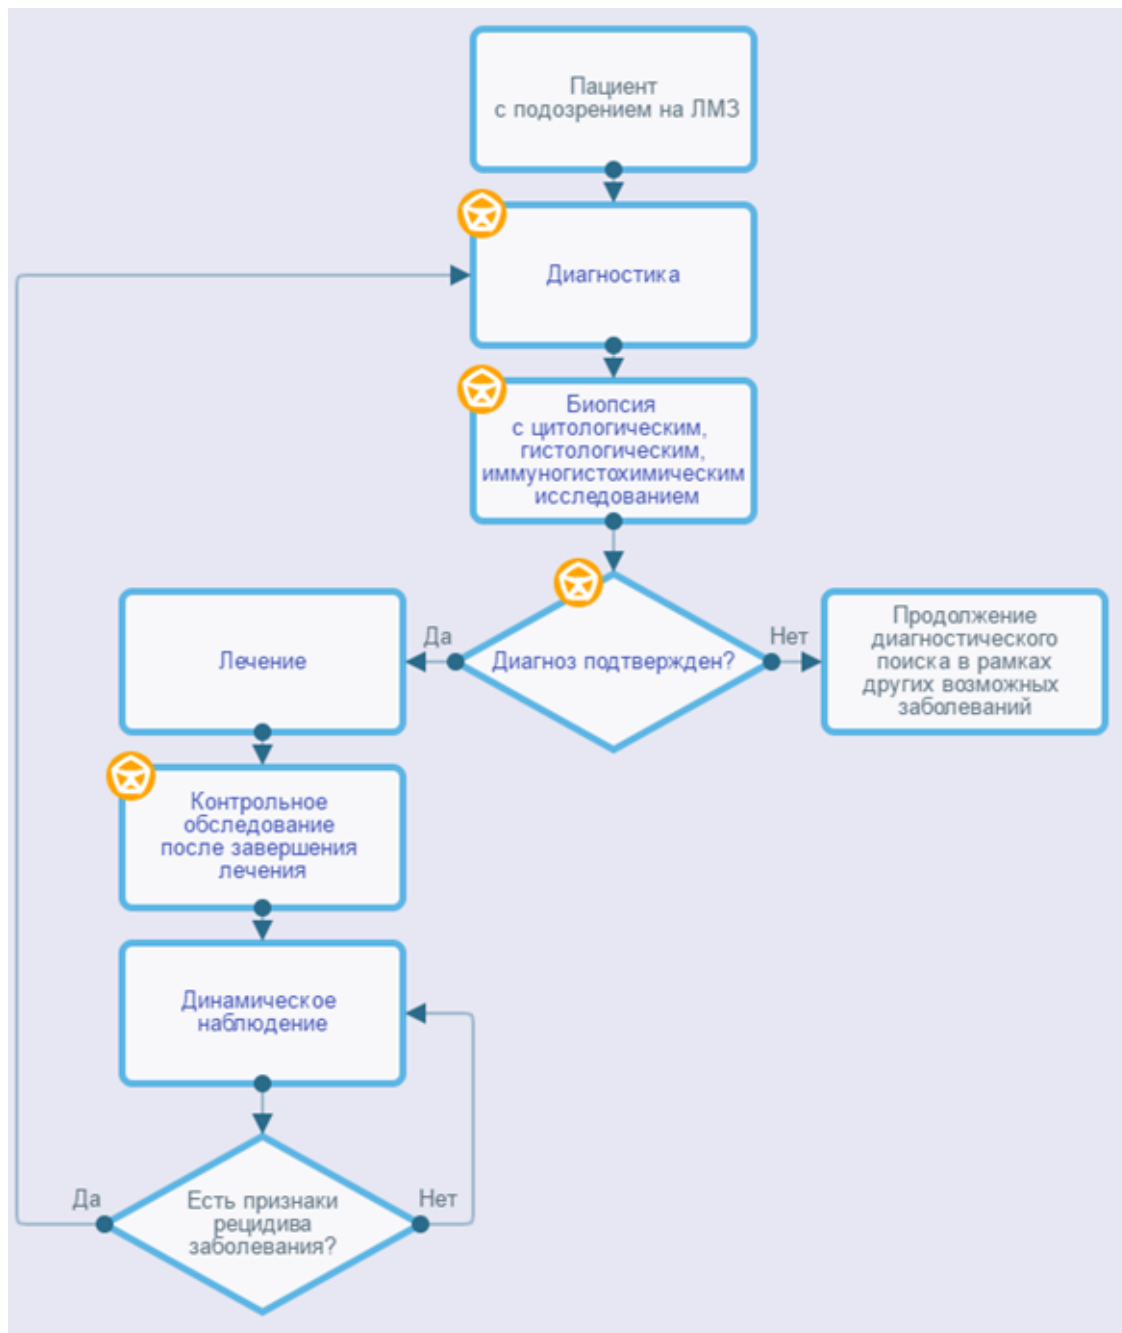 Пациент
с подозрением на ЛМЗ
Диагностика
Биопсия
с цитологическим,
гистологическим,
иммуногистохимическим
исследованием
Да
Диагноз подтвержден?
Нет
Лечение
Продолжение
диагностического
поиска в рамках
других возможных
заболеваний
Контрольное
обследование
после завершения
лечения
Динамическое
наблюдение
Да
Есть признаки
рецидива
заболевания?
Нет